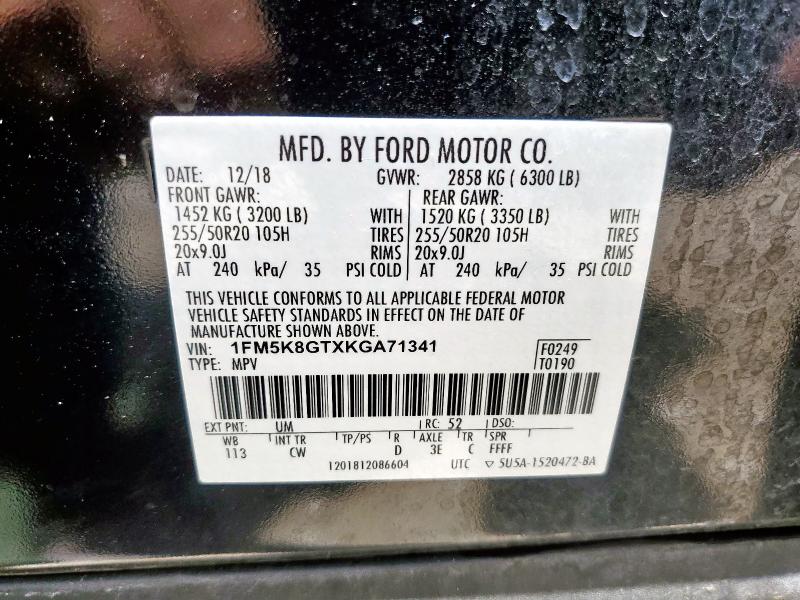 MFD. BY FORD MOTOR CO.
DATE: 12/18 GVWR: 2858 KG ( 6300 LB)
FRONT GAWR: REAR GAWR:
1452 KG ( 3200 LB) WITH 1520 KG ( 3350 LB) WITH
255/50R20 105H TIRES 255/50R20 105H TIRES
20x9.0J RIMS 20x9.0J RIMS
AT 240 kPa/ 35 PSI COLD AT 240 kPa/ 35 PSI COLD
THIS VEHICLE CONFORMS TO ALL APPLICABLE FEDERAL MOTOR
VEHICLE SAFETY STANDARDS IN EFFECT ON THE DATE OF
MANUFACTURE SHOWN ABOVE.
VIN: 1FM5K8GTXKGA71341 F0249
TYPE: MPV T0190
EXT PNT: UM RC: 52 DSO:
WB INT TR TP/PS R AXLE TR SPR
113 CW D 3E C FFFF
1201812086604 UTC ▽ 5U5A-1520472-BA